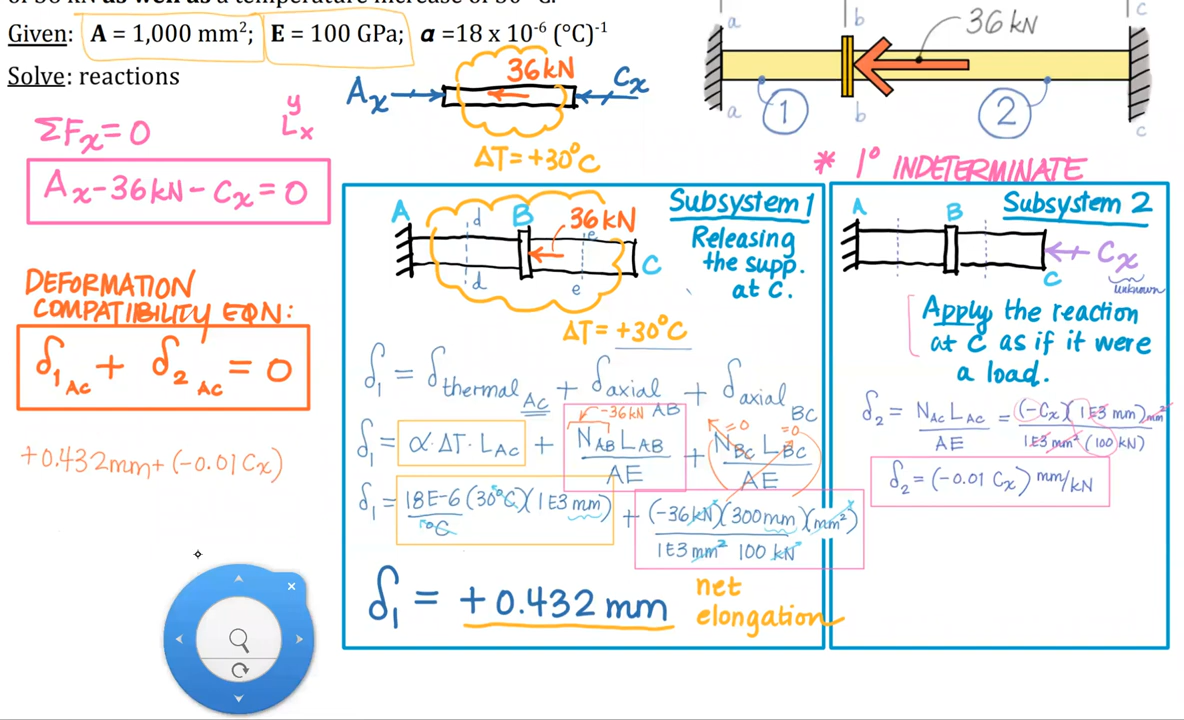 of 36 kN as well as a temperature increase of 30 °C.
Given: A = 1,000 mm²; E = 100 GPa; a =18 x 10⁻⁶ (°C)⁻¹
Solve: reactions
Ax 36 kN Cx
ΔT = +30°C
a b c
36 kN
1 2
a b c
ΣFx = 0
y
x
Ax - 36 kN - Cx = 0
* 1° INDETERMINATE
DEFORMATION
COMPATIBILITY EQN:
δ1AC + δ2AC = 0
+0.432mm + (-0.01 Cx)
Subsystem 1
A d B 36 kN e
Releasing
the supp.
at C.
d e C
ΔT = +30°C
δ1 = δthermal AC + δaxial AB + δaxial BC
-36kN =0 =0
δ1 = α·ΔT·LAC + NAB LAB / AE + NBC LBC / AE
δ1 = 18E-6 (30°C)(1E3 mm) / °C + (-36kN)(300mm)(mm²) / 1E3 mm² 100 kN
δ1 = +0.432 mm net
elongation
Subsystem 2
A B
C Cx
unknown
Apply the reaction
at C as if it were
a load.
δ2 = NAC LAC / AE = (-Cx)(1E3 mm) mm² / 1E3 mm² (100 kN)
δ2 = (-0.01 Cx) mm/kN